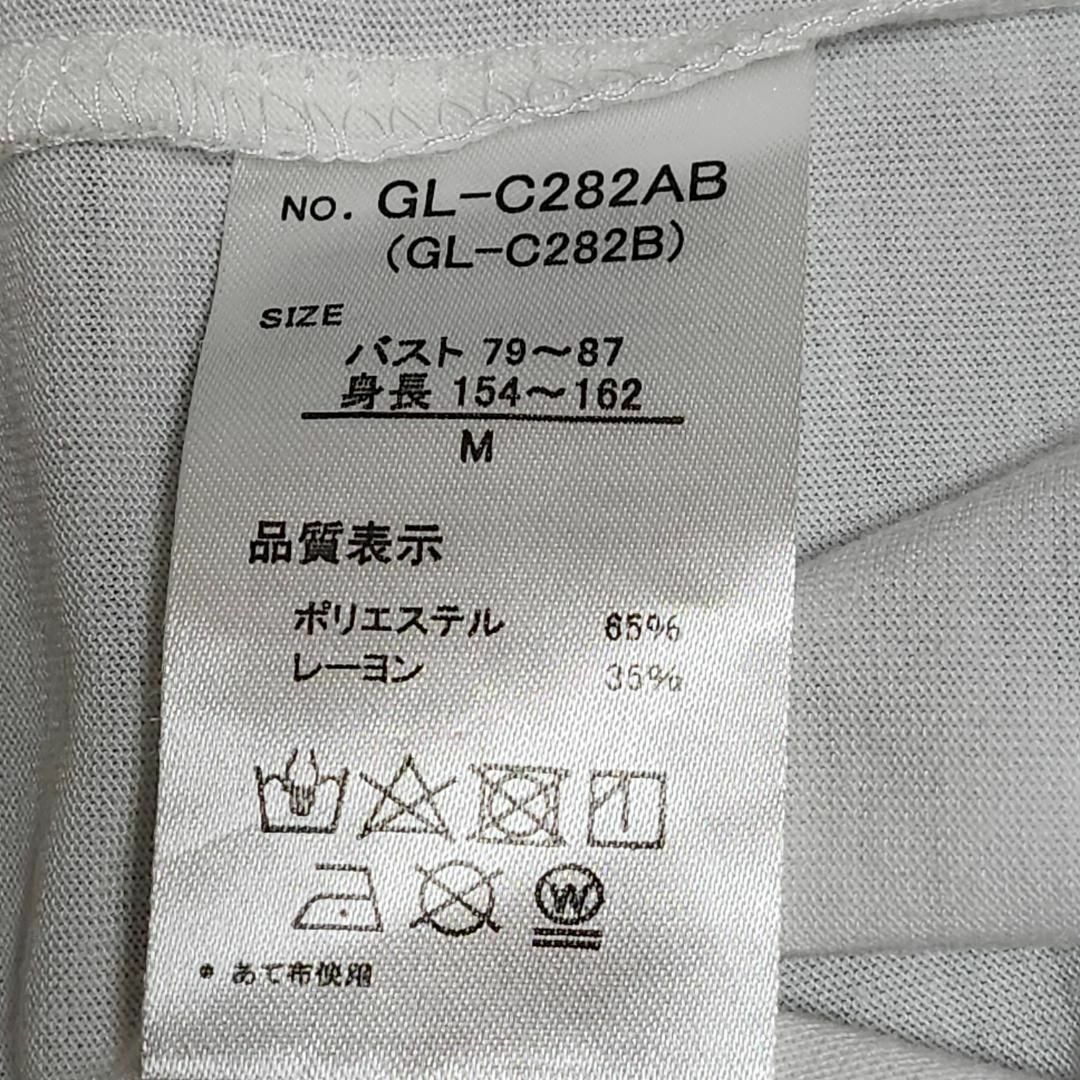 NO. GL-C282AB
(GL-C282B)
SIZE
バスト 79～87
身長 154～162
M
品質表示
ポリエステル 65%
レーヨン 35%
W
* あて布使用